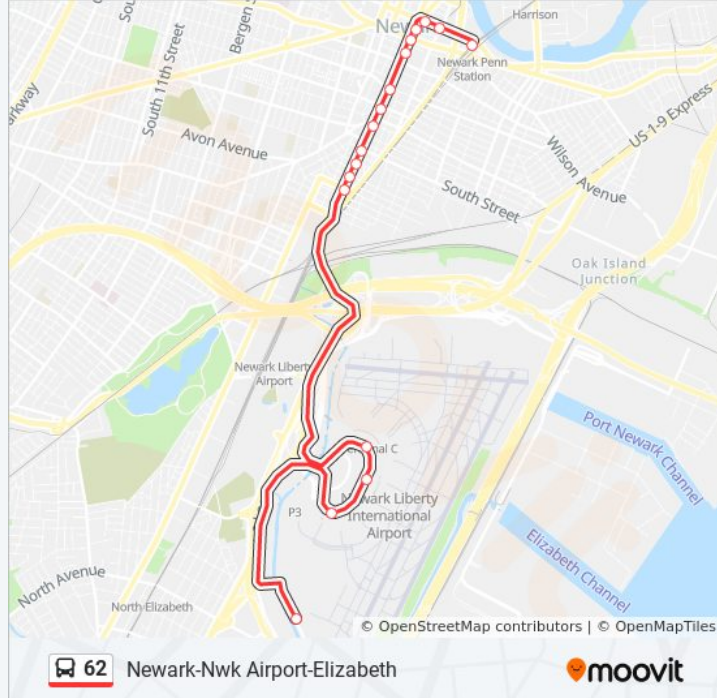 Harrison
Bergen S
South 11th Street
Newark Penn
Station
US 1-9 Express
Avon Avenue
Wilson Avenue
South Street
Oak Island
Junction
Newark Liberty
Airport
Port Newark
Channel
Newark Liberty
International
Airport
P3
Elizabeth
Channel
North Avenue
North Elizabeth
© OpenStreetMap contributors | © OpenMapTiles
62 Newark-Nwk Airport-Elizabeth
moovit